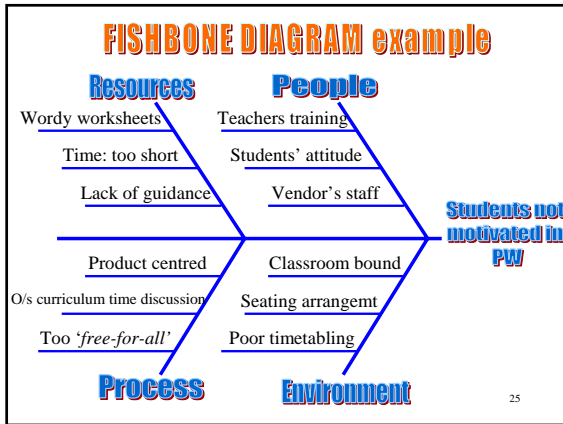 FISHBONE DIAGRAM example
Resources
People
Wordy worksheets
Teachers training
Time: too short
Students' attitude
Lack of guidance
Vendor's staff
Students not
motivated in
PW
Product centred
Classroom bound
O/s curriculum time discussion
Seating arrangemt
Too ‘free-for-all’
Poor timetabling
Process
Environment
25